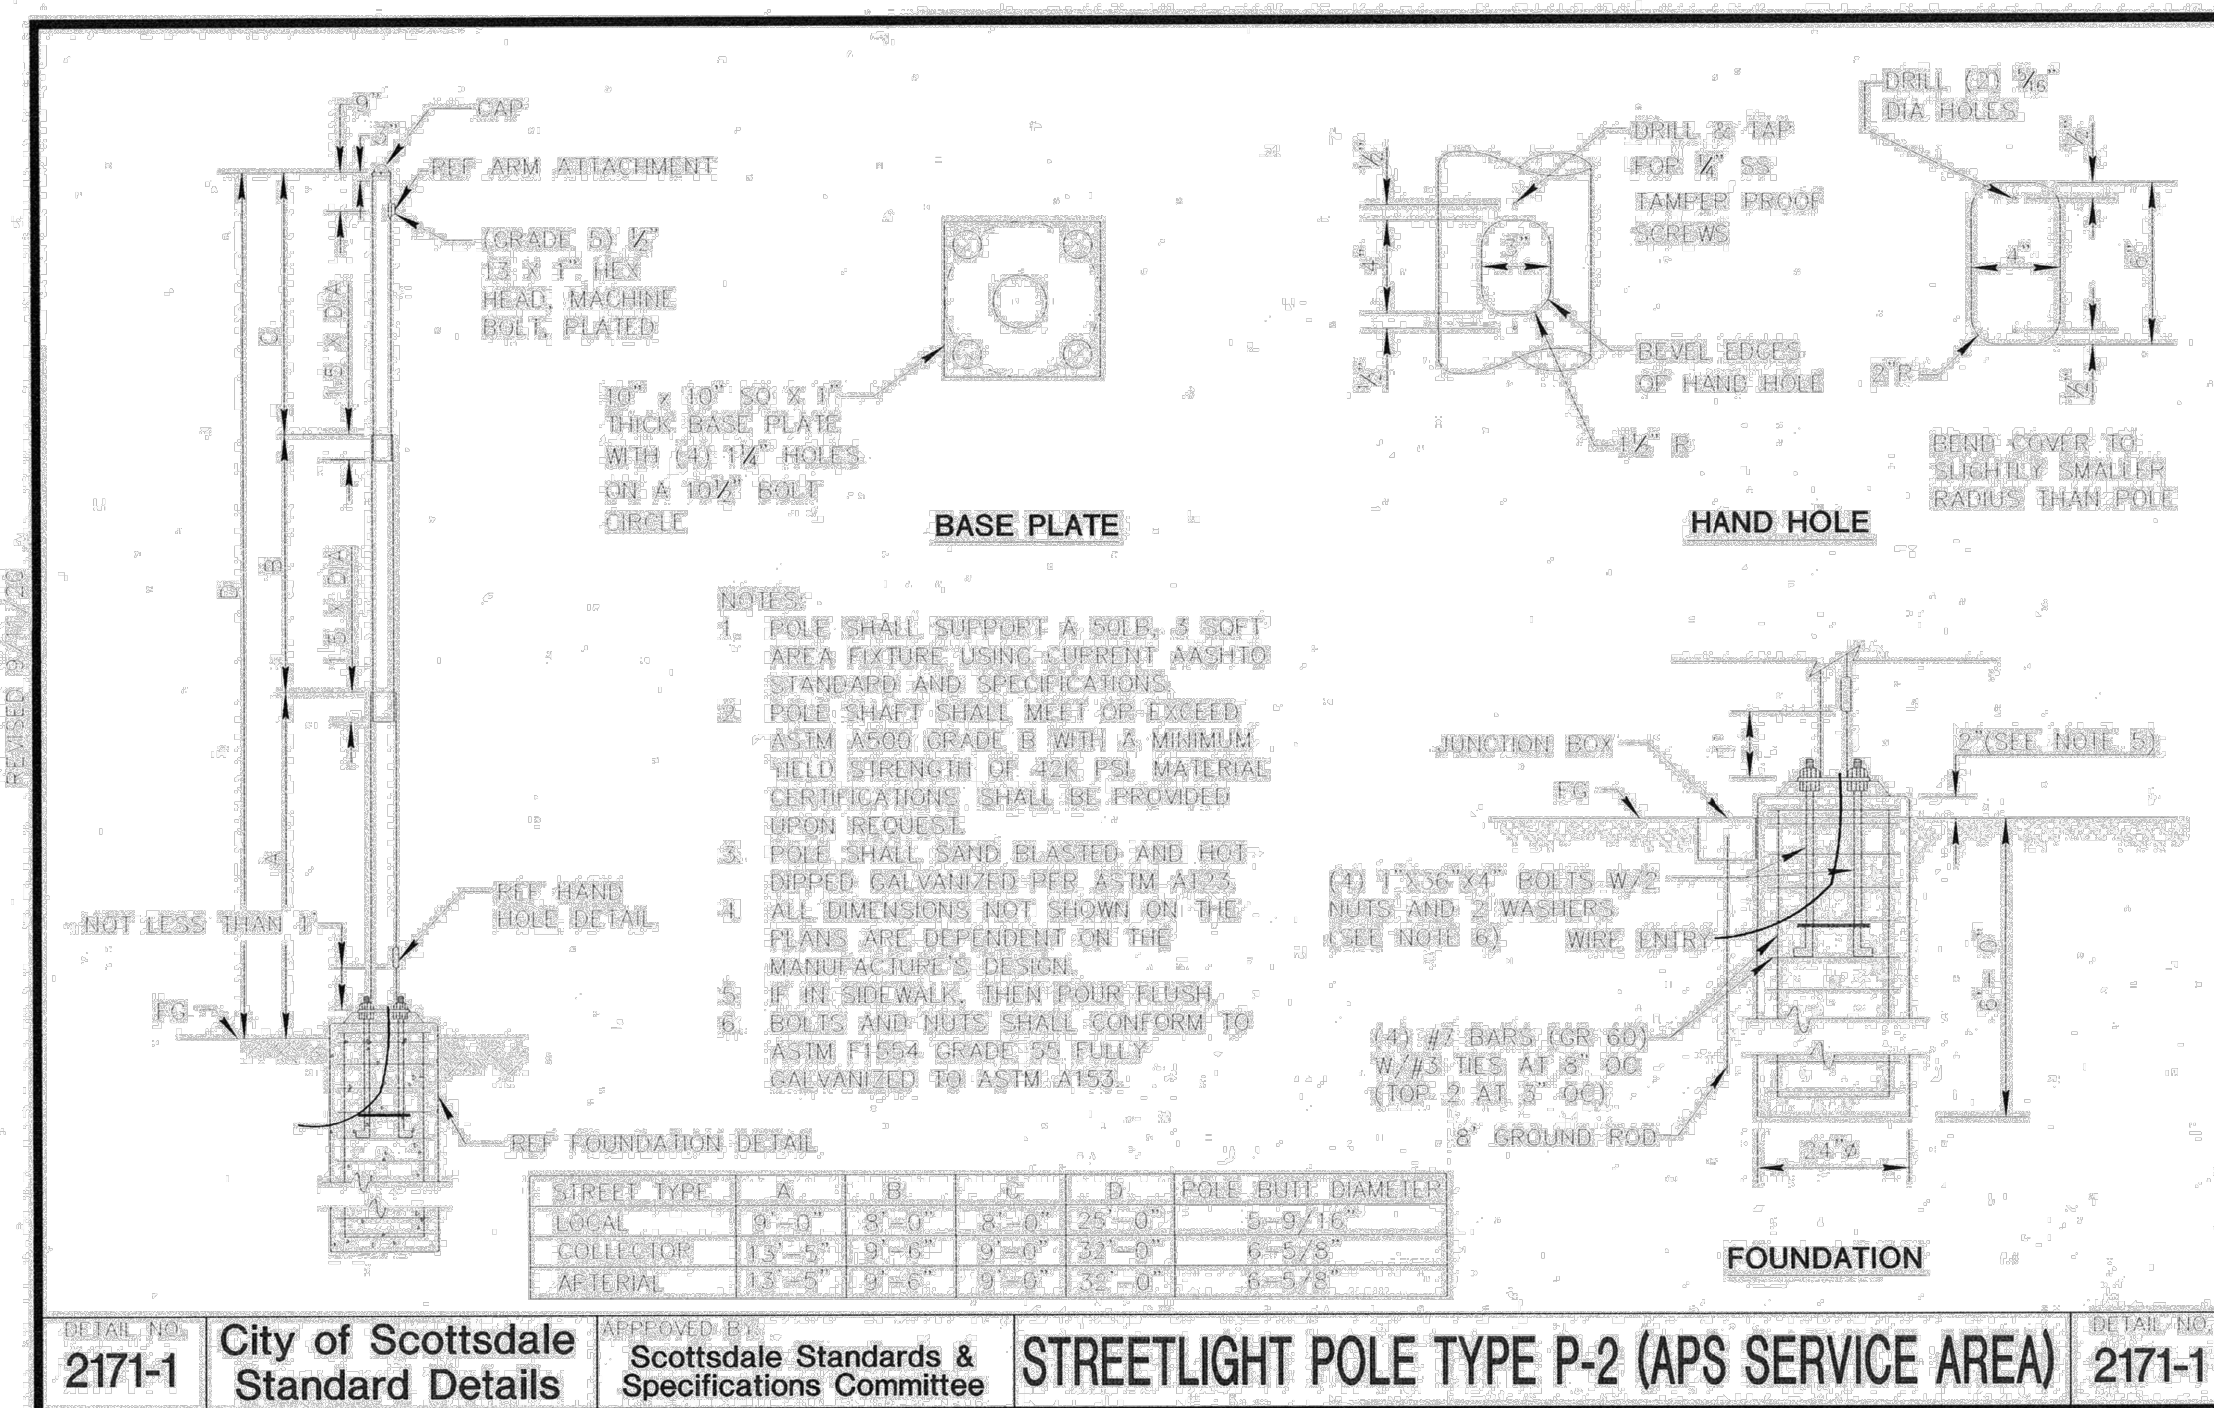 9"
3"
CAP
REF ARM ATTACHMENT
(GRADE 5) ½"
13 X 1" HEX
HEAD, MACHINE
BOLT, PLATED
1.5 X DIA
1.5 X DIA
A
B
C
D
NOT LESS THAN 1'
FG
REF HAND
HOLE DETAIL
REF FOUNDATION DETAIL
10" x 10" SQ X 1"
THICK BASE PLATE
WITH (4) 1¼" HOLES
ON A 10½" BOLT
CIRCLE
BASE PLATE
DRILL & TAP
FOR ¼" SS
TAMPER PROOF
SCREWS
½"
4"
½"
3"
BEVEL EDGES
OF HAND HOLE
1½" R
DRILL (2) 5/16"
DIA HOLES
½"
4"
6"
½"
2"R
BEND COVER TO
SLIGHTLY SMALLER
RADIUS THAN POLE
HAND HOLE
NOTES:
1. POLE SHALL SUPPORT A 50LB, 3 SQFT
AREA FIXTURE USING CURRENT AASHTO
STANDARD AND SPECIFICATIONS.
2. POLE SHAFT SHALL MEET OR EXCEED
ASTM A500 GRADE B WITH A MINIMUM
YIELD STRENGTH OF 42K PSI. MATERIAL
CERTIFICATIONS SHALL BE PROVIDED
UPON REQUEST.
3. POLE SHALL SAND BLASTED AND HOT
DIPPED GALVANIZED PER ASTM A123.
4. ALL DIMENSIONS NOT SHOWN ON THE
PLANS ARE DEPENDENT ON THE
MANUFACTURE'S DESIGN.
5. IF IN SIDEWALK, THEN POUR FLUSH.
6. BOLTS AND NUTS SHALL CONFORM TO
ASTM F1554 GRADE 55 FULLY
GALVANIZED TO ASTM A153.
JUNCTION BOX
FG
2"(SEE NOTE 5)
(4) 1"X36"X4" BOLTS W/2
NUTS AND 2 WASHERS
(SEE NOTE 6)
WIRE ENTRY
(4) #7 BARS (GR 60)
W/#3 TIES AT 8" OC
(TOP 2 AT 3" OC)
8' GROUND ROD
24"ø
FOUNDATION
STREET TYPE A B C D POLE BUTT DIAMETER
LOCAL 9'-0" 8'-0" 8'-0" 25'-0" 5-9/16"
COLLECTOR 13'-5" 9'-6" 9'-0" 32'-0" 6-5/8"
ARTERIAL 13'-5" 9'-6" 9'-0" 32'-0" 6-5/8"
DETAIL NO.
2171-1
City of Scottsdale
Standard Details
APPROVED BY:
Scottsdale Standards &
Specifications Committee
STREETLIGHT POLE TYPE P-2 (APS SERVICE AREA)
DETAIL NO.
2171-1